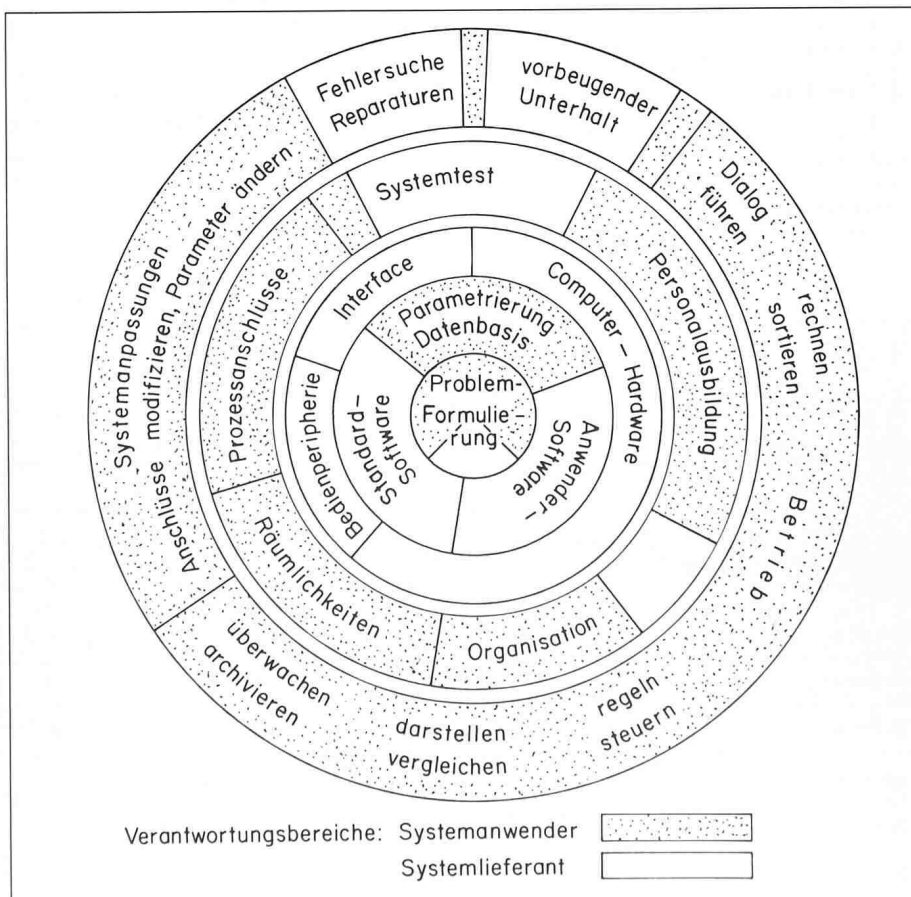 Fehlersuche
Reparaturen
vorbeugender
Unterhalt
Dialog
führen
rechnen
sortieren
Betrieb
regeln
steuern
darstellen
vergleichen
überwachen
archivieren
Systemanpassungen
Anschlüsse modifizieren, Parameter ändern
Systemtest
Personalausbildung
Organisation
Räumlichkeiten
Prozessanschlüsse
Interface
Computer – Hardware
Bedienperipherie
Parametrierung
Datenbasis
Anwender –
Software
Standard –
Software
Problem-
Formulie-
rung
Verantwortungsbereiche: Systemanwender
Systemlieferant